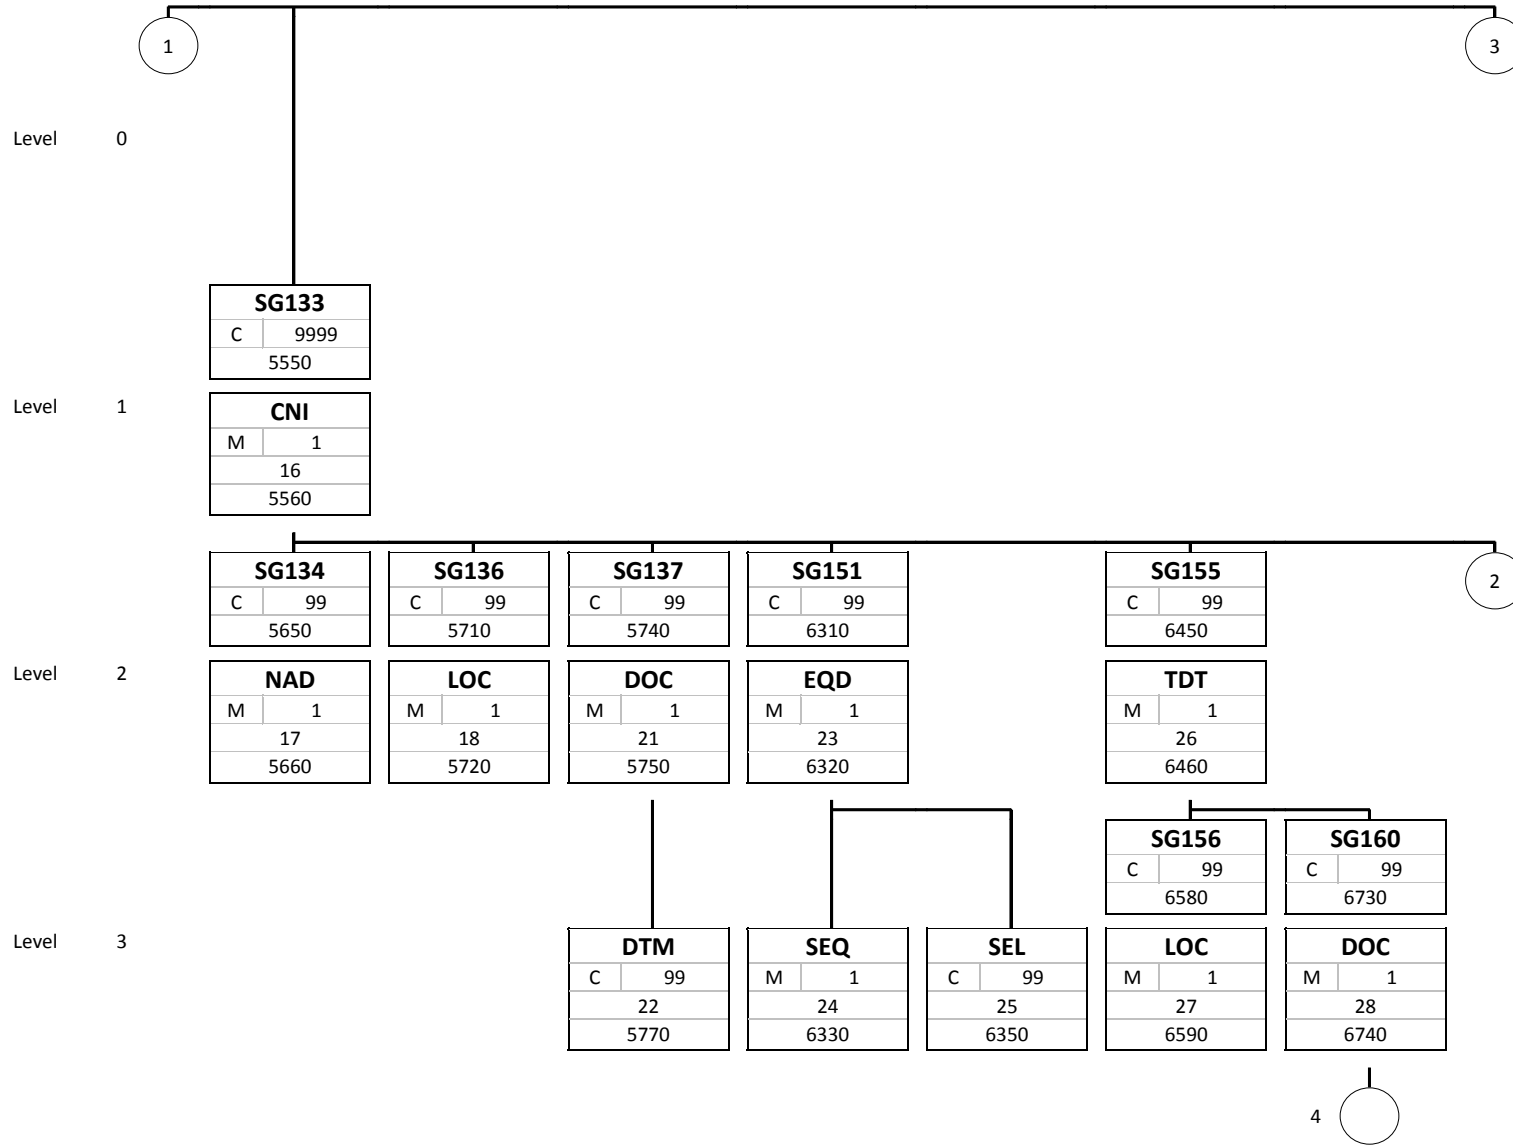 1 3
Level 0
SG133
C 9999
5550
Level 1
CNI
M 1
16
5560
SG134 SG136 SG137 SG151 SG155
C 99 C 99 C 99 C 99 C 99
2
5650 5710 5740 6310 6450
Level 2
NAD LOC DOC EQD TDT
M 1 M 1 M 1 M 1 M 1
17 18 21 23 26
5660 5720 5750 6320 6460
SG156 SG160
C 99 C 99
6580 6730
Level 3
DTM SEQ SEL LOC DOC
C 99 M 1 C 99 M 1 M 1
22 24 25 27 28
5770 6330 6350 6590 6740
4